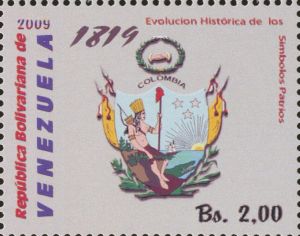 2009
República Bolivariana de
VENEZUELA
1819
Evolucion Histórica de los
Símbolos Patrios
COLOMBIA
Bs. 2,00